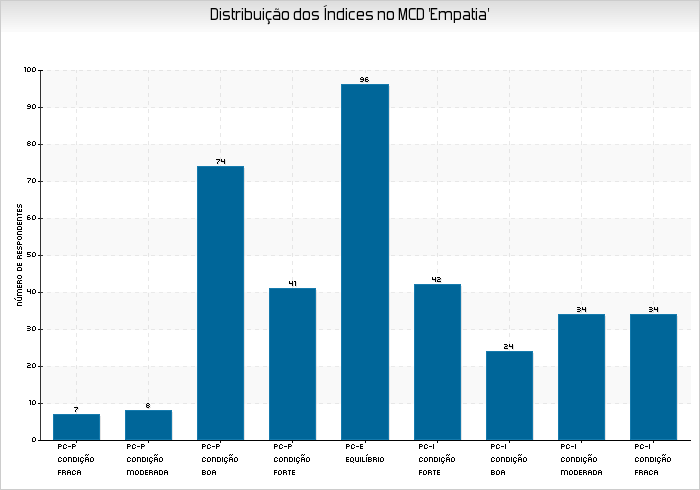 Distribuição dos Índices no MCD 'Empatia'
NÚMERO DE RESPONDENTES
100
90
80
70
60
50
40
30
20
10
0
7
8
74
41
96
42
24
34
34
PC-P
CONDIÇÃO
FRACA
PC-P
CONDIÇÃO
MODERADA
PC-P
CONDIÇÃO
BOA
PC-P
CONDIÇÃO
FORTE
PC-E
EQUILÍBRIO
PC-I
CONDIÇÃO
FORTE
PC-I
CONDIÇÃO
BOA
PC-I
CONDIÇÃO
MODERADA
PC-I
CONDIÇÃO
FRACA